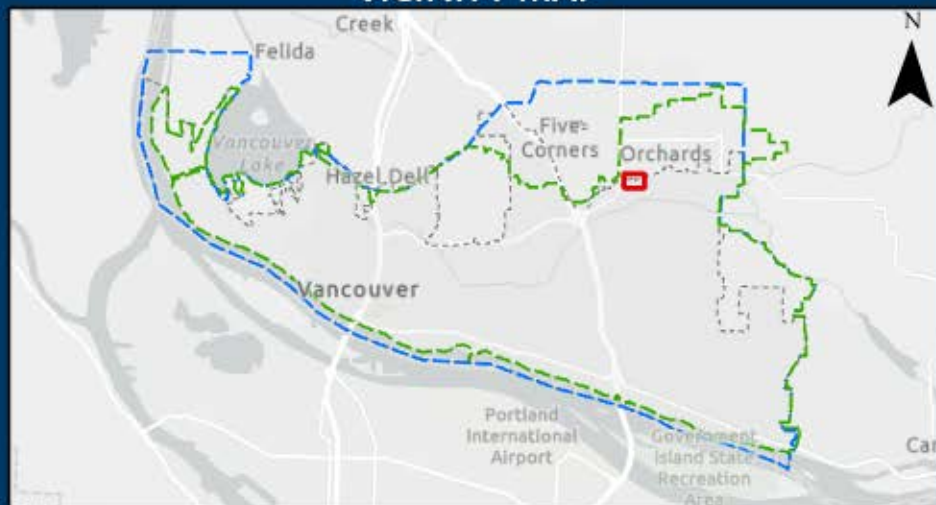 N
Creek
Felida
Vancouver
Lake
Five
Corners
Orchards
Hazel Dell
Vancouver
Portland
International
Airport
Government
Island State
Recreation
Area